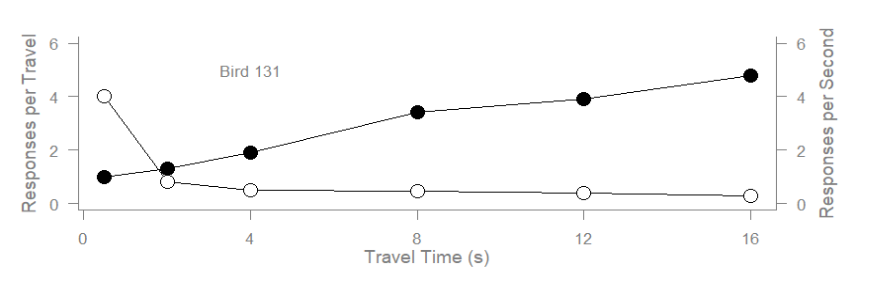 Responses per Travel
6
4
2
0
Bird 131
6
4
2
0
Responses per Second
0 4 8 12 16
Travel Time (s)